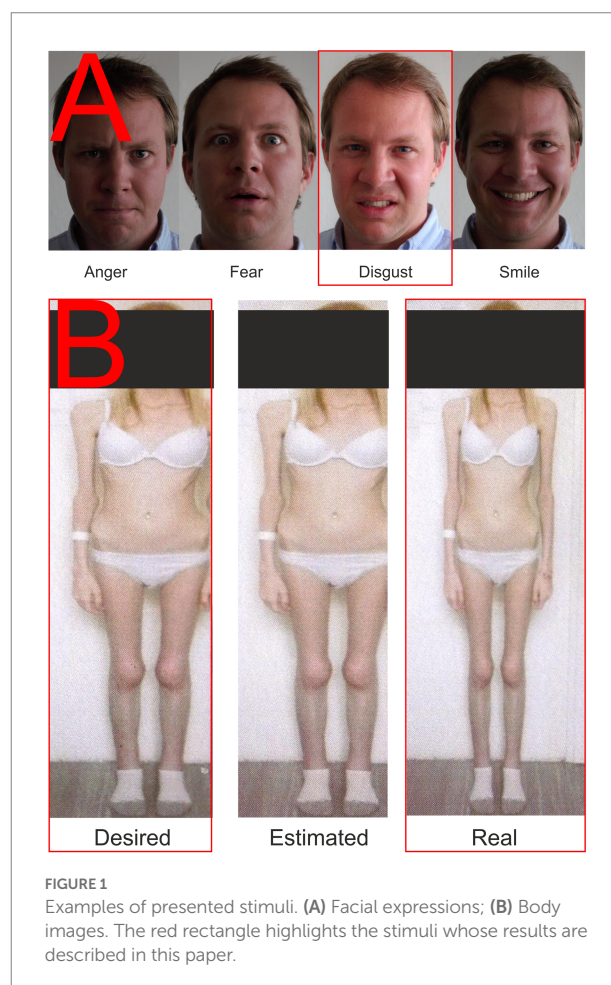 A
Anger Fear Disgust Smile
B
Desired Estimated Real
FIGURE 1
Examples of presented stimuli. (A) Facial expressions; (B) Body
images. The red rectangle highlights the stimuli whose results are
described in this paper.